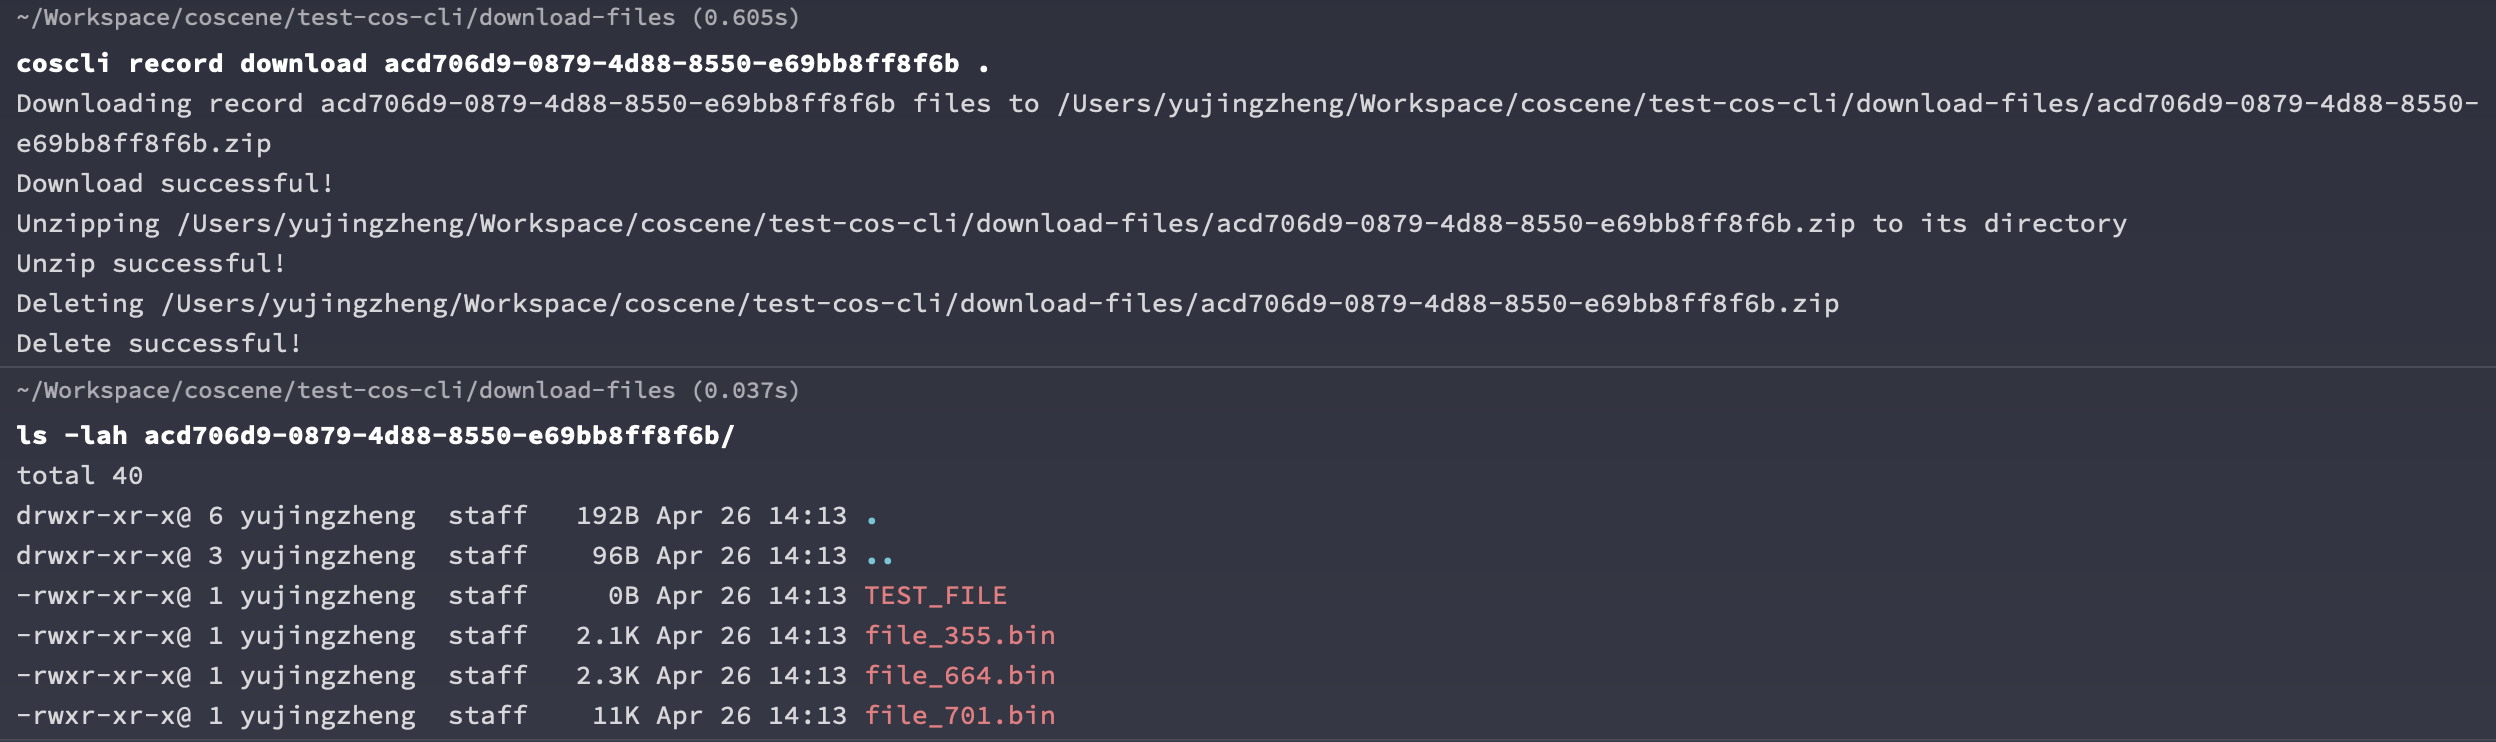 ~/Workspace/coscene/test-cos-cli/download-files (0.605s)
coscli record download acd706d9-0879-4d88-8550-e69bb8ff8f6b .
Downloading record acd706d9-0879-4d88-8550-e69bb8ff8f6b files to /Users/yujingzheng/Workspace/coscene/test-cos-cli/download-files/acd706d9-0879-4d88-8550-
e69bb8ff8f6b.zip
Download successful!
Unzipping /Users/yujingzheng/Workspace/coscene/test-cos-cli/download-files/acd706d9-0879-4d88-8550-e69bb8ff8f6b.zip to its directory
Unzip successful!
Deleting /Users/yujingzheng/Workspace/coscene/test-cos-cli/download-files/acd706d9-0879-4d88-8550-e69bb8ff8f6b.zip
Delete successful!
~/Workspace/coscene/test-cos-cli/download-files (0.037s)
ls -lah acd706d9-0879-4d88-8550-e69bb8ff8f6b/
total 40
drwxr-xr-x@ 6 yujingzheng  staff   192B Apr 26 14:13 .
drwxr-xr-x@ 3 yujingzheng  staff    96B Apr 26 14:13 ..
-rwxr-xr-x@ 1 yujingzheng  staff     0B Apr 26 14:13 TEST_FILE
-rwxr-xr-x@ 1 yujingzheng  staff   2.1K Apr 26 14:13 file_355.bin
-rwxr-xr-x@ 1 yujingzheng  staff   2.3K Apr 26 14:13 file_664.bin
-rwxr-xr-x@ 1 yujingzheng  staff    11K Apr 26 14:13 file_701.bin